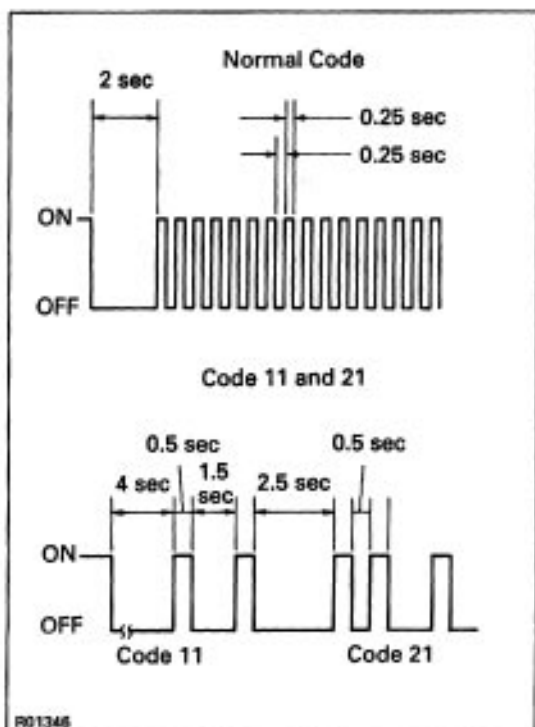 Normal Code
2 sec
0.25 sec
0.25 sec
ON
OFF
Code 11 and 21
0.5 sec
0.5 sec
4 sec
1.5
sec
2.5 sec
ON
OFF
Code 11
Code 21
R01346